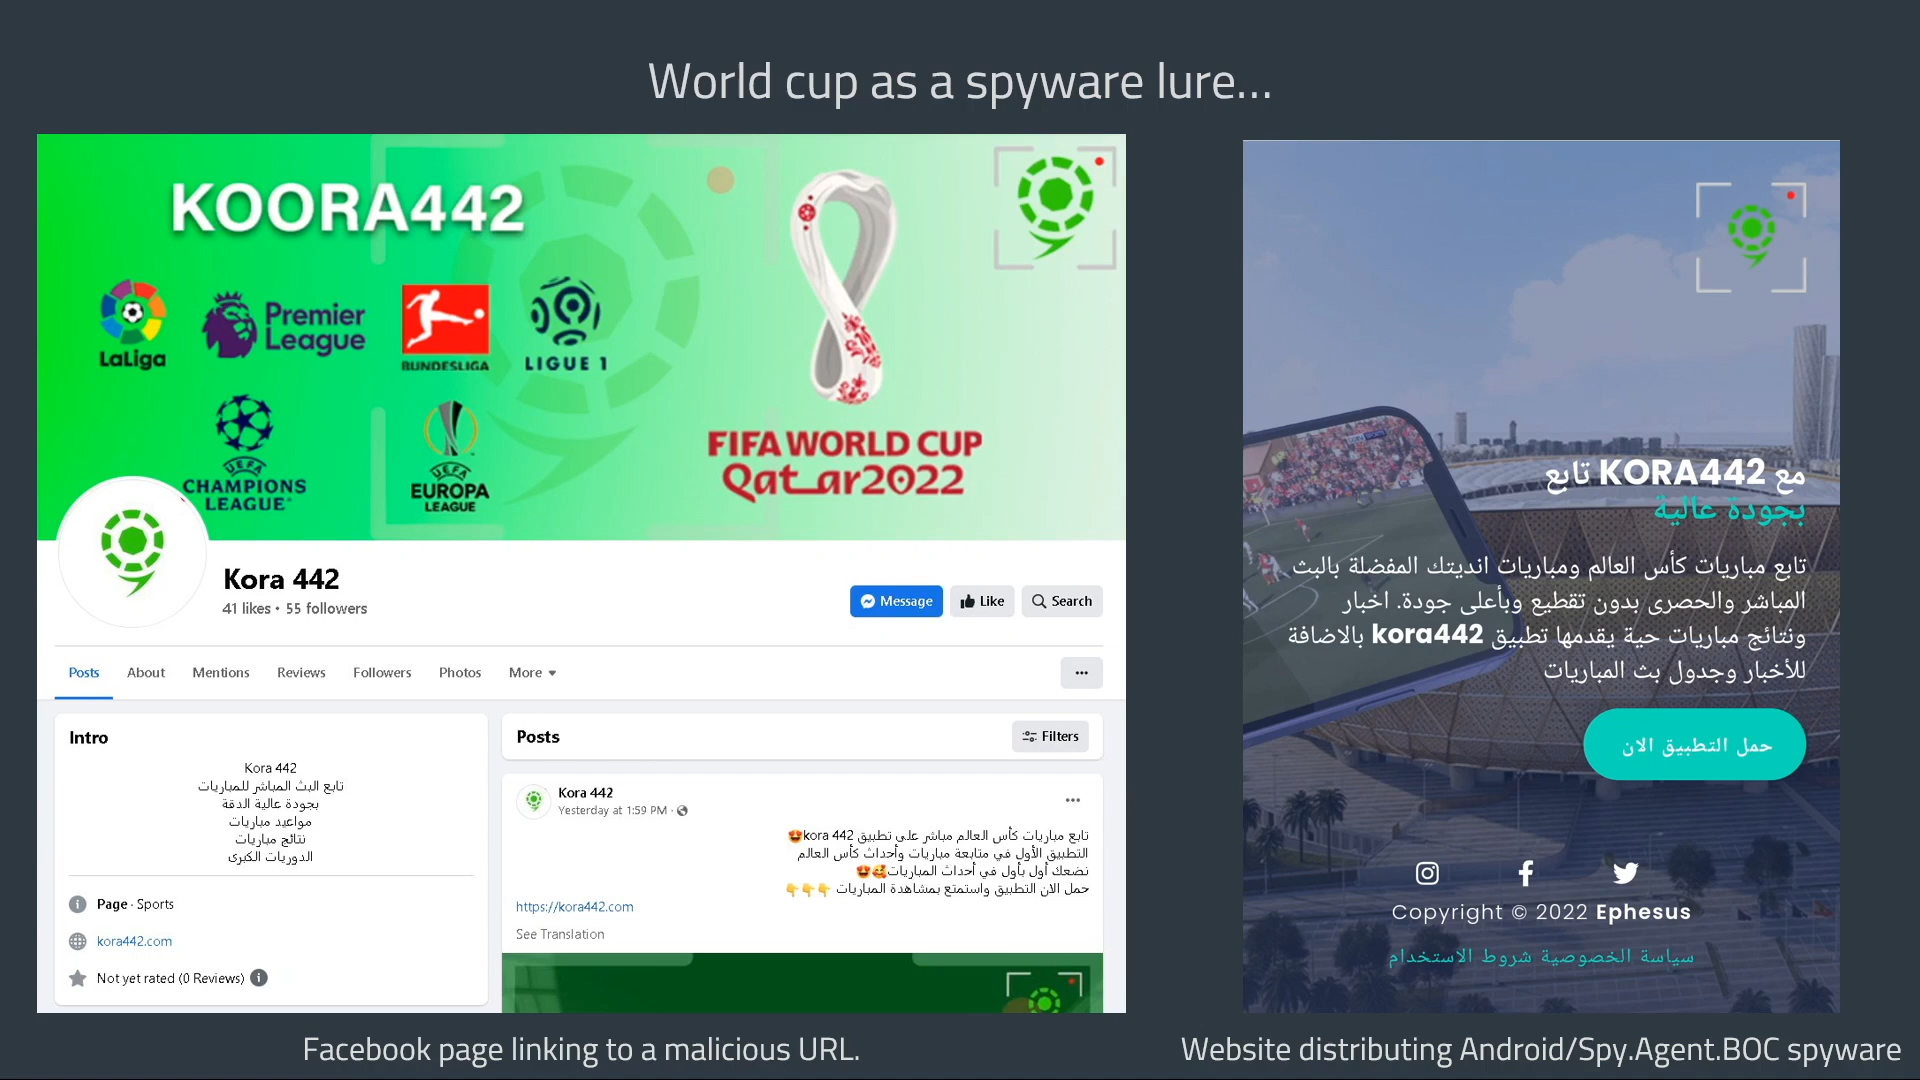 World cup as a spyware lure...
KOORA442
LaLiga
Premier
League
BUNDESLIGA
LIGUE 1
UEFA
CHAMPIONS
LEAGUE
UEFA
EUROPA
LEAGUE
FIFA WORLD CUP
Qatar2022
Kora 442
41 likes • 55 followers
Message
Like
Search
Posts
About
Mentions
Reviews
Followers
Photos
More
Intro
Kora 442
تابع البث المباشر للمباريات
بجودة عالية الدقة
مواعيد مباريات
نتائج مباريات
الدوريات الكبرى
Page · Sports
kora442.com
Not yet rated (0 Reviews)
Posts
Filters
Kora 442
Yesterday at 1:59 PM ·
تابع مباريات كأس العالم مباشر على تطبيق kora 442🤩
التطبيق الأول في متابعة مباريات وأحداث كأس العالم
نضعك أول بأول في أحداث المباريات🥰🤩
حمل الان التطبيق واستمتع بمشاهدة المباريات 👇👇👇
https://kora442.com
See Translation
مع KORA442 تابع
بجودة عالية
تابع مباريات كأس العالم ومباريات انديتك المفضلة بالبث
المباشر والحصرى بدون تقطيع وبأعلى جودة. اخبار
ونتائج مباريات حية يقدمها تطبيق kora442 بالاضافة
للأخبار وجدول بث المباريات
حمل التطبيق الان
Copyright © 2022 Ephesus
سياسة الخصوصية شروط الاستخدام
Facebook page linking to a malicious URL.
Website distributing Android/Spy.Agent.BOC spyware